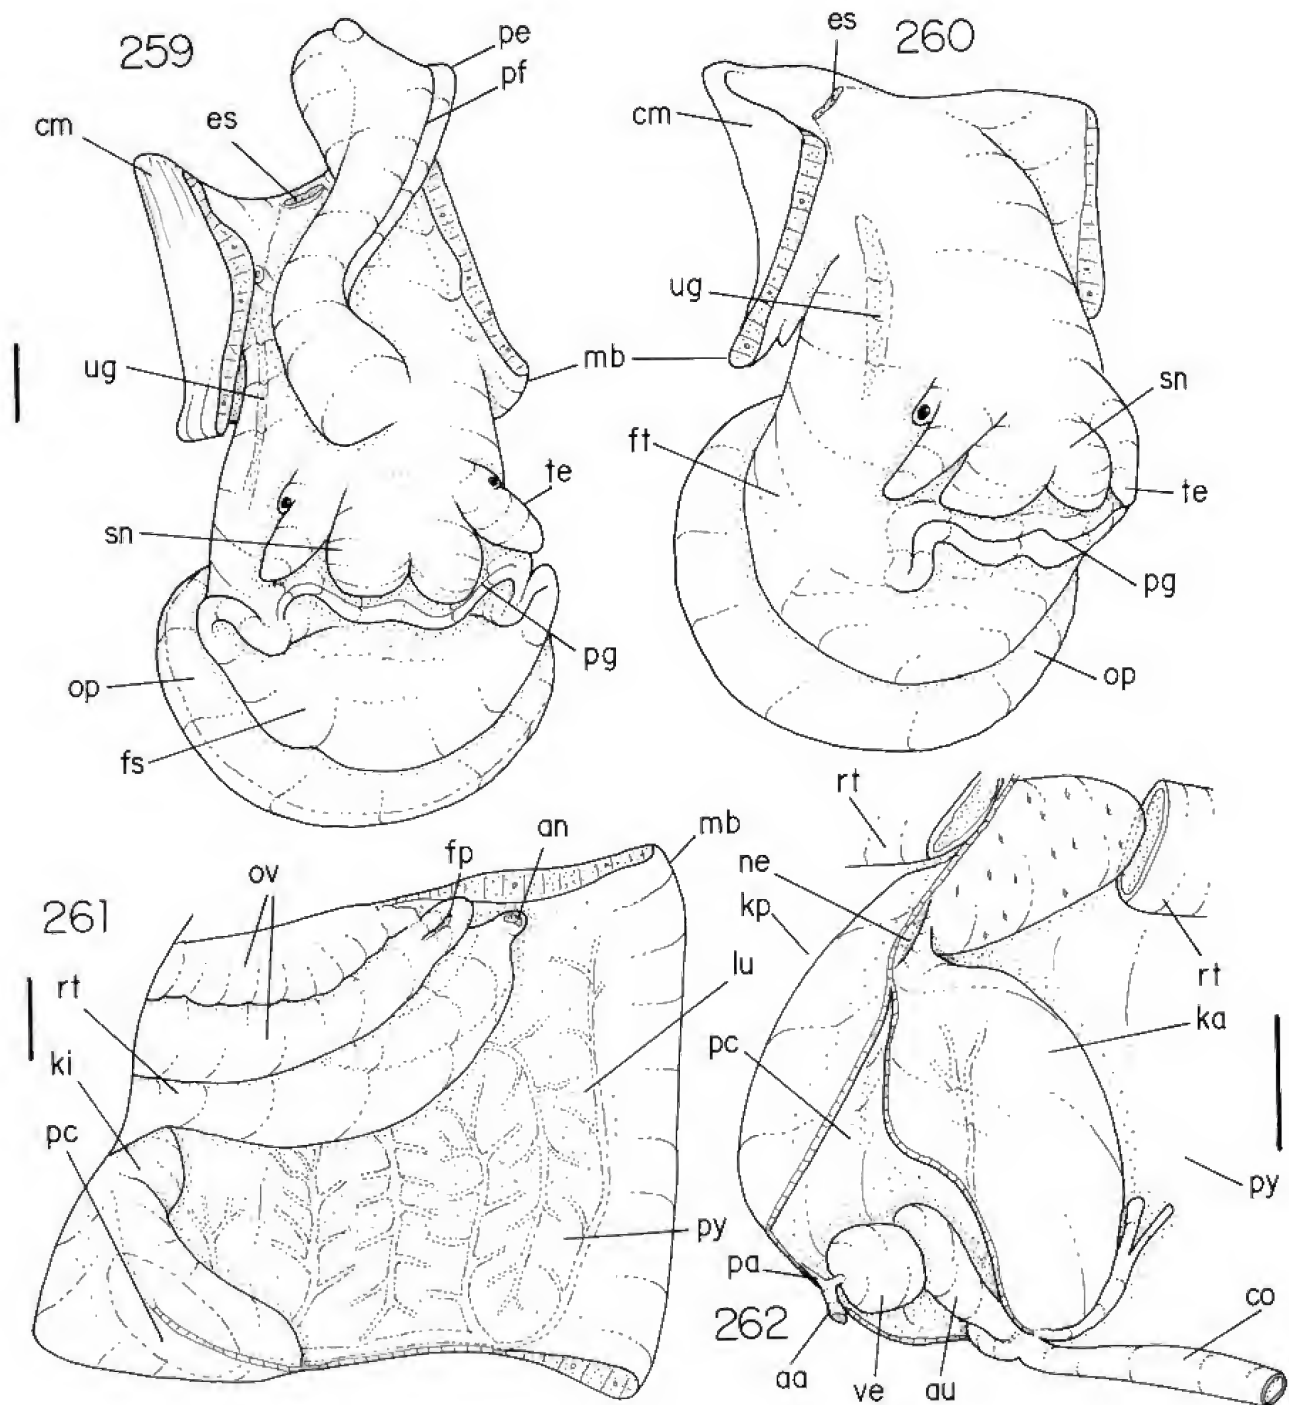 259
pe
pf
cm
es
ug
mb
te
sn
pg
op
fs
es
260
cm
ug
ft
sn
te
pg
op
261
ov
fp
an
mb
rt
ki
pc
lu
py
rt
ne
kp
pc
rt
ka
py
pa
262
aa
ve
au
co